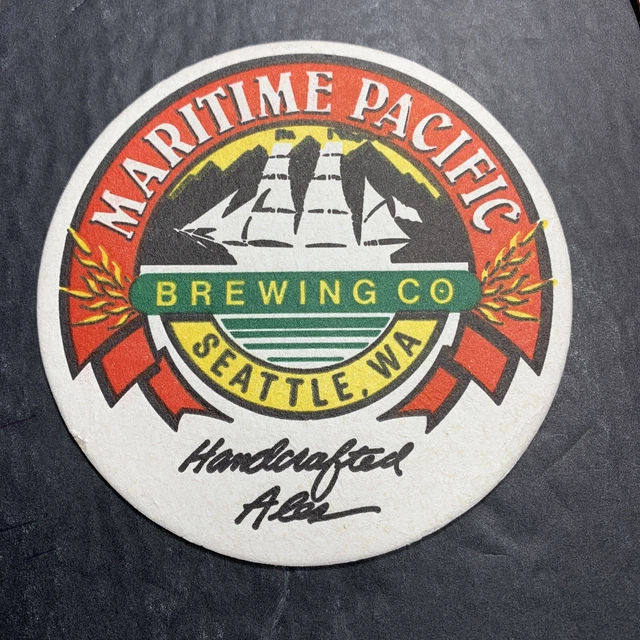 MARITIME PACIFIC
BREWING CO
SEATTLE, WA
Handcrafted
Ales